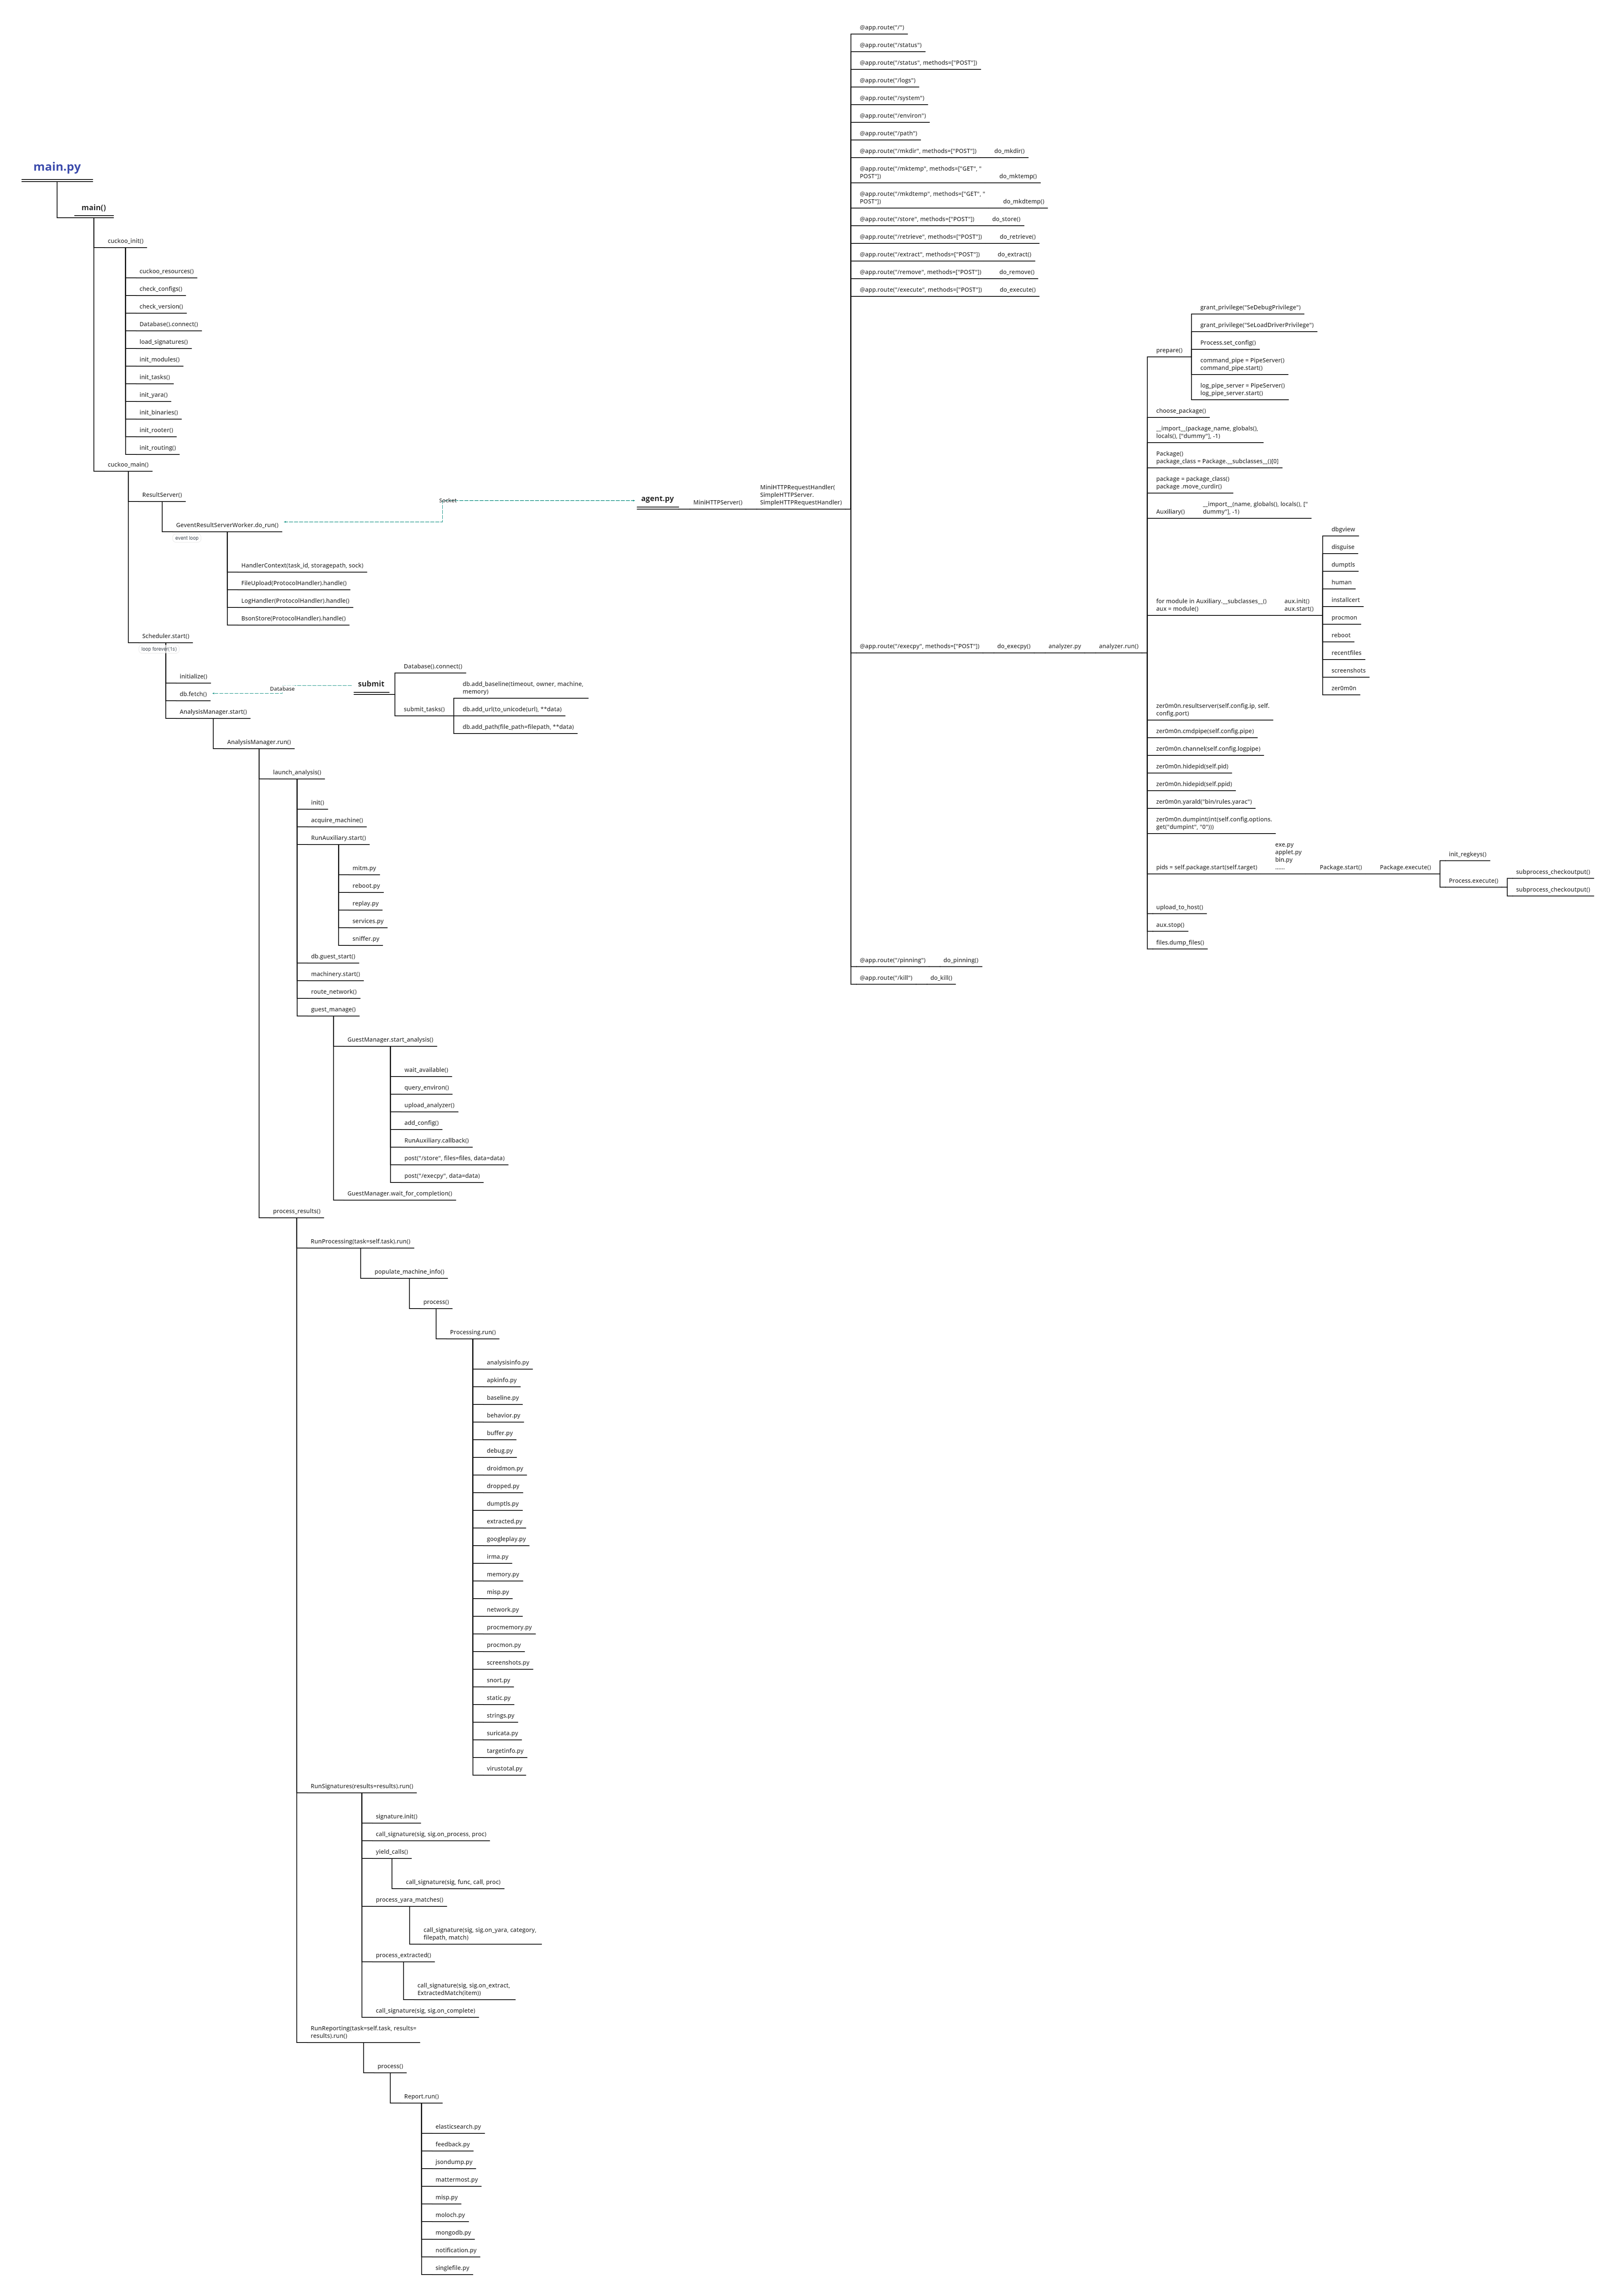 main.py
main()
cuckoo_init()
cuckoo_resources()
check_configs()
check_version()
Database().connect()
load_signatures()
init_modules()
init_tasks()
init_yara()
init_binaries()
init_rooter()
init_routing()
cuckoo_main()
ResultServer()
GeventResultServerWorker.do_run()
event loop
HandlerContext(task_id, storagepath, sock)
FileUpload(ProtocolHandler).handle()
LogHandler(ProtocolHandler).handle()
BsonStore(ProtocolHandler).handle()
Scheduler.start()
loop forever(1s)
initialize()
db.fetch()
AnalysisManager.start()
AnalysisManager.run()
launch_analysis()
init()
acquire_machine()
RunAuxiliary.start()
mitm.py
reboot.py
replay.py
services.py
sniffer.py
db.guest_start()
machinery.start()
route_network()
guest_manage()
GuestManager.start_analysis()
wait_available()
query_environ()
upload_analyzer()
add_config()
RunAuxiliary.callback()
post("/store", files=files, data=data)
post("/execpy", data=data)
GuestManager.wait_for_completion()
process_results()
RunProcessing(task=self.task).run()
populate_machine_info()
process()
Processing.run()
analysisinfo.py
apkinfo.py
baseline.py
behavior.py
buffer.py
debug.py
droidmon.py
dropped.py
dumptls.py
extracted.py
googleplay.py
irma.py
memory.py
misp.py
network.py
procmemory.py
procmon.py
screenshots.py
snort.py
static.py
strings.py
suricata.py
targetinfo.py
virustotal.py
RunSignatures(results=results).run()
signature.init()
call_signature(sig, sig.on_process, proc)
yield_calls()
call_signature(sig, func, call, proc)
process_yara_matches()
call_signature(sig, sig.on_yara, category,
filepath, match)
process_extracted()
call_signature(sig, sig.on_extract,
ExtractedMatch(item))
call_signature(sig, sig.on_complete)
RunReporting(task=self.task, results=
results).run()
process()
Report.run()
elasticsearch.py
feedback.py
jsondump.py
mattermost.py
misp.py
moloch.py
mongodb.py
notification.py
singlefile.py
Database
submit
Database().connect()
submit_tasks()
db.add_baseline(timeout, owner, machine,
memory)
db.add_url(to_unicode(url), **data)
db.add_path(file_path=filepath, **data)
Socket
agent.py
MiniHTTPServer()
MiniHTTPRequestHandler(
SimpleHTTPServer.
SimpleHTTPRequestHandler)
@app.route("/")
@app.route("/status")
@app.route("/status", methods=["POST"])
@app.route("/logs")
@app.route("/system")
@app.route("/environ")
@app.route("/path")
@app.route("/mkdir", methods=["POST"])
do_mkdir()
@app.route("/mktemp", methods=["GET", "
POST"])
do_mktemp()
@app.route("/mkdtemp", methods=["GET", "
POST"])
do_mkdtemp()
@app.route("/store", methods=["POST"])
do_store()
@app.route("/retrieve", methods=["POST"])
do_retrieve()
@app.route("/extract", methods=["POST"])
do_extract()
@app.route("/remove", methods=["POST"])
do_remove()
@app.route("/execute", methods=["POST"])
do_execute()
@app.route("/execpy", methods=["POST"])
do_execpy()
analyzer.py
analyzer.run()
prepare()
grant_privilege("SeDebugPrivilege")
grant_privilege("SeLoadDriverPrivilege")
Process.set_config()
command_pipe = PipeServer()
command_pipe.start()
log_pipe_server = PipeServer()
log_pipe_server.start()
choose_package()
__import__(package_name, globals(),
locals(), ["dummy"], -1)
Package()
package_class = Package.__subclasses__()[0]
package = package_class()
package .move_curdir()
Auxiliary()
__import__(name, globals(), locals(), ["
dummy"], -1)
for module in Auxiliary.__subclasses__()
aux = module()
aux.init()
aux.start()
dbgview
disguise
dumptls
human
installcert
procmon
reboot
recentfiles
screenshots
zer0m0n
zer0m0n.resultserver(self.config.ip, self.
config.port)
zer0m0n.cmdpipe(self.config.pipe)
zer0m0n.channel(self.config.logpipe)
zer0m0n.hidepid(self.pid)
zer0m0n.hidepid(self.ppid)
zer0m0n.yarald("bin/rules.yarac")
zer0m0n.dumpint(int(self.config.options.
get("dumpint", "0")))
pids = self.package.start(self.target)
exe.py
applet.py
bin.py
......
Package.start()
Package.execute()
init_regkeys()
Process.execute()
subprocess_checkoutput()
subprocess_checkoutput()
upload_to_host()
aux.stop()
files.dump_files()
@app.route("/pinning")
do_pinning()
@app.route("/kill")
do_kill()